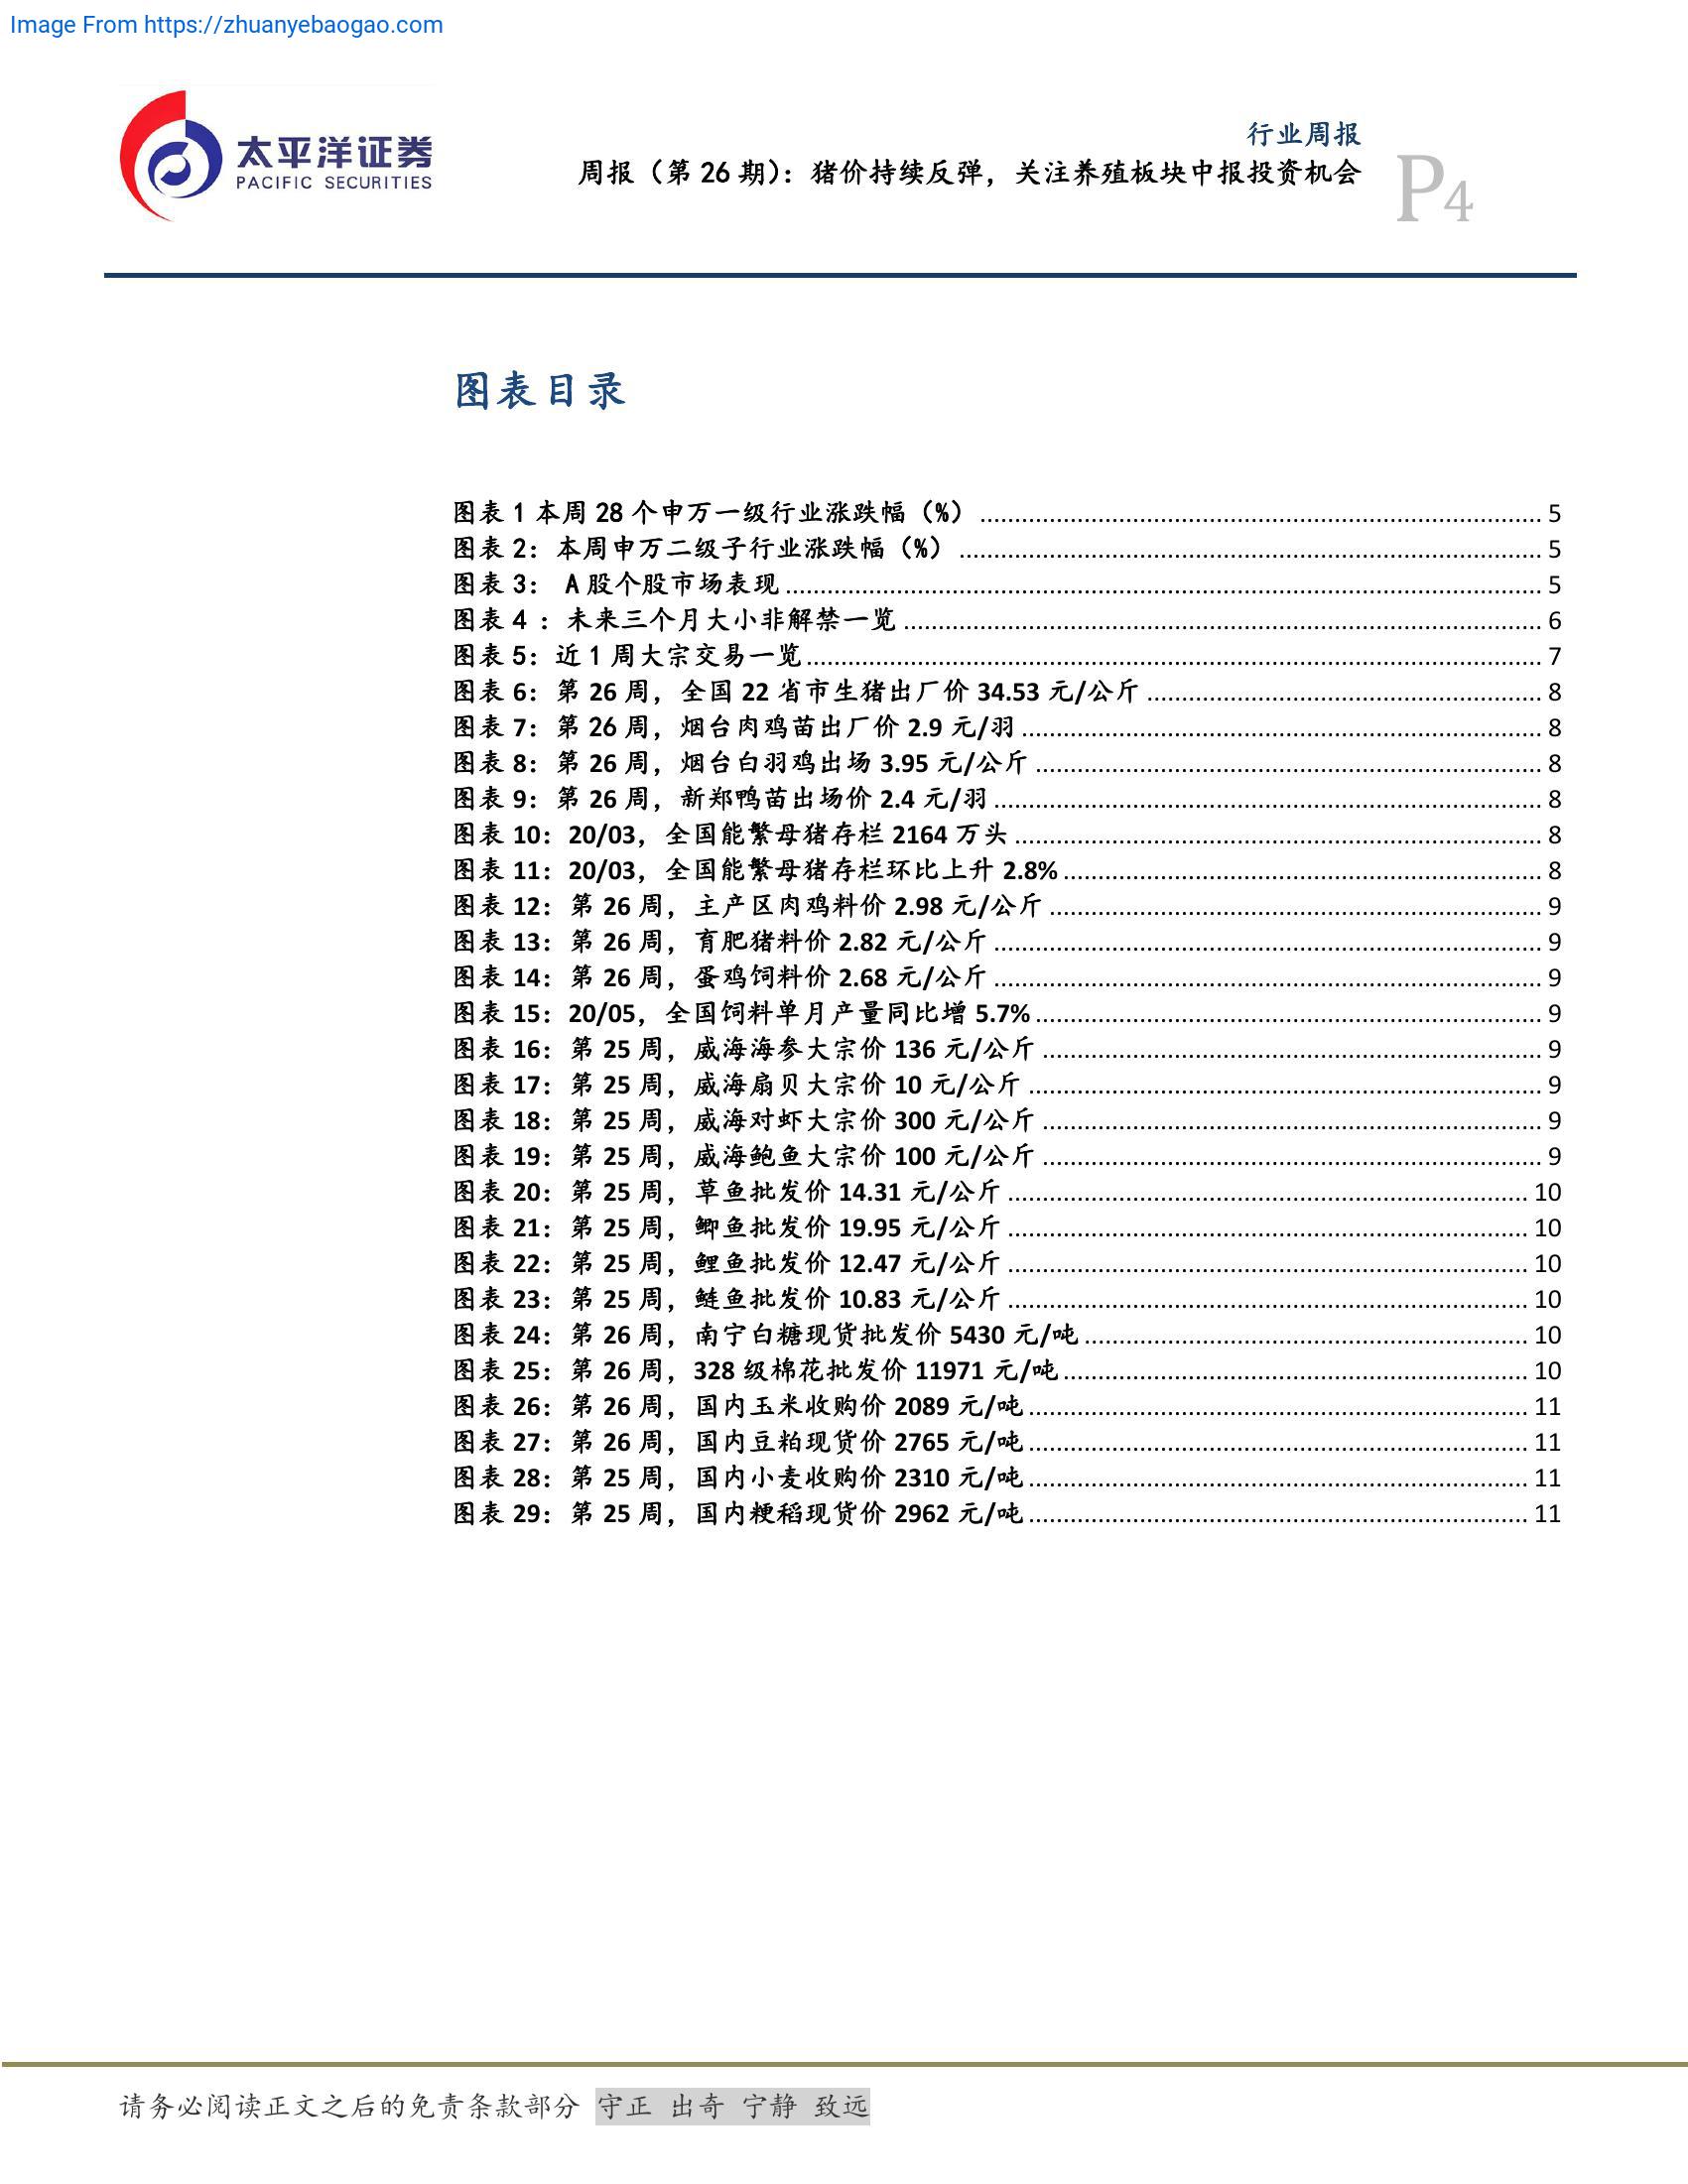 Image From https://zhuanyebaogao.com
太平洋证券
PACIFIC SECURITIES
行业周报
周报（第 26 期）：猪价持续反弹，关注养殖板块中报投资机会
P4
图表目录
图表 1 本周 28 个申万一级行业涨跌幅（%） 5
图表 2：本周申万二级子行业涨跌幅（%） 5
图表 3： A 股个股市场表现 5
图表 4 ：未来三个月大小非解禁一览 6
图表 5：近 1 周大宗交易一览 7
图表 6：第 26 周，全国 22 省市生猪出厂价 34.53 元/公斤 8
图表 7：第 26 周，烟台肉鸡苗出厂价 2.9 元/羽 8
图表 8：第 26 周，烟台白羽鸡出场 3.95 元/公斤 8
图表 9：第 26 周，新郑鸭苗出场价 2.4 元/羽 8
图表 10：20/03，全国能繁母猪存栏 2164 万头 8
图表 11：20/03，全国能繁母猪存栏环比上升 2.8% 8
图表 12：第 26 周，主产区肉鸡料价 2.98 元/公斤 9
图表 13：第 26 周，育肥猪料价 2.82 元/公斤 9
图表 14：第 26 周，蛋鸡饲料价 2.68 元/公斤 9
图表 15：20/05，全国饲料单月产量同比增 5.7% 9
图表 16：第 25 周，威海海参大宗价 136 元/公斤 9
图表 17：第 25 周，威海扇贝大宗价 10 元/公斤 9
图表 18：第 25 周，威海对虾大宗价 300 元/公斤 9
图表 19：第 25 周，威海鲍鱼大宗价 100 元/公斤 9
图表 20：第 25 周，草鱼批发价 14.31 元/公斤 10
图表 21：第 25 周，鲫鱼批发价 19.95 元/公斤 10
图表 22：第 25 周，鲤鱼批发价 12.47 元/公斤 10
图表 23：第 25 周，鲢鱼批发价 10.83 元/公斤 10
图表 24：第 26 周，南宁白糖现货批发价 5430 元/吨 10
图表 25：第 26 周，328 级棉花批发价 11971 元/吨 10
图表 26：第 26 周，国内玉米收购价 2089 元/吨 11
图表 27：第 26 周，国内豆粕现货价 2765 元/吨 11
图表 28：第 25 周，国内小麦收购价 2310 元/吨 11
图表 29：第 25 周，国内粳稻现货价 2962 元/吨 11
请务必阅读正文之后的免责条款部分 守正 出奇 宁静 致远